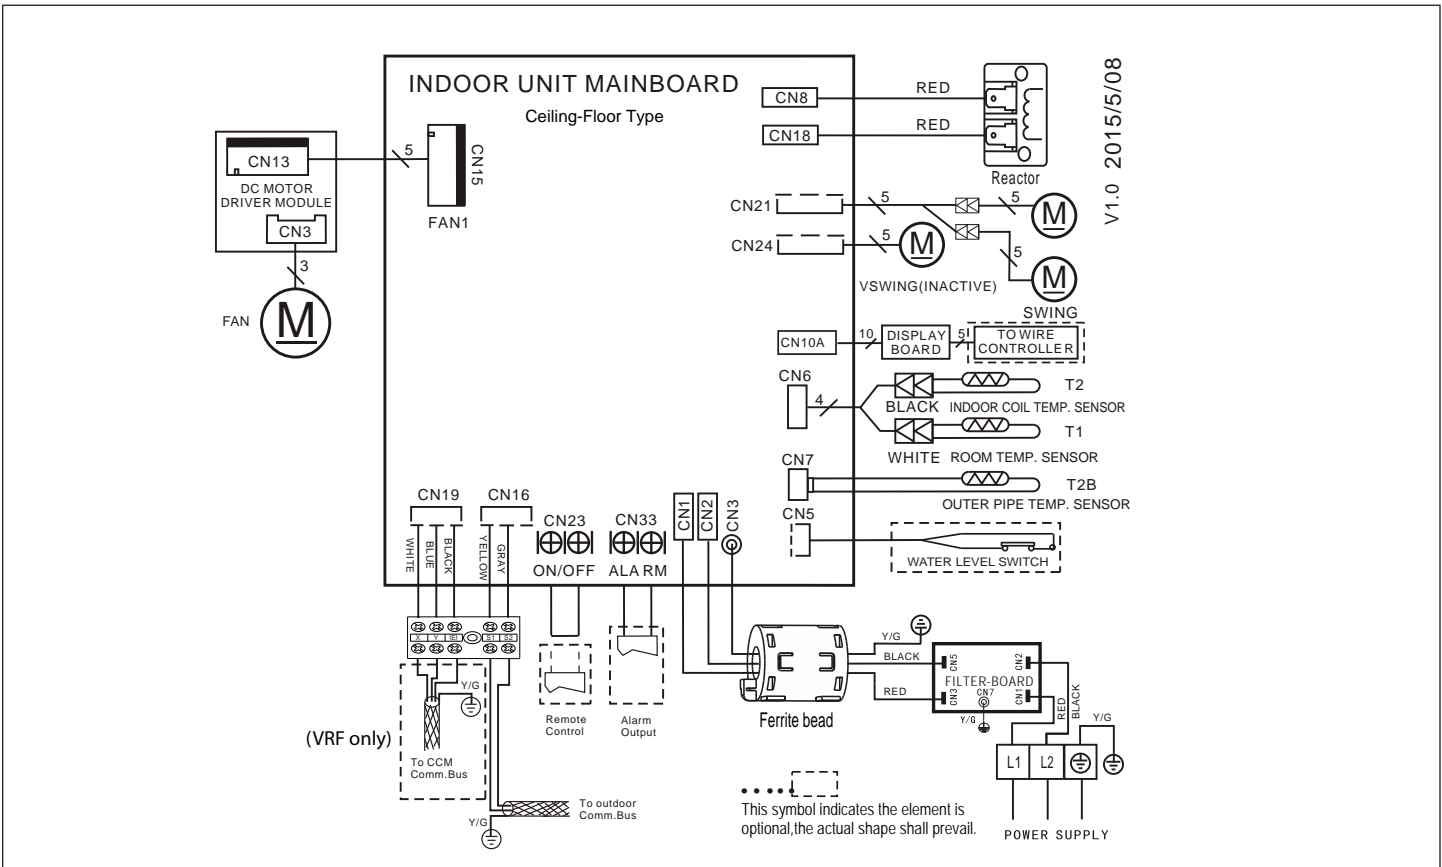 INDOOR UNIT MAINBOARD
Ceiling-Floor Type
CN8
RED
CN18
RED
Reactor
V1.0 2015/5/08
CN13
DC MOTOR
DRIVER MODULE
CN3
5
CN15
FAN1
3
FAN
M
CN21
5
5
M
CN24
5
M
5
M
VSWING(INACTIVE)
SWING
CN10A
10
DISPLAY
BOARD
5
TO WIRE
CONTROLLER
CN6
4
T2
BLACK
INDOOR COIL TEMP. SENSOR
T1
WHITE
ROOM TEMP. SENSOR
CN7
T2B
OUTER PIPE TEMP. SENSOR
CN5
WATER LEVEL SWITCH
CN19
WHITE
BLUE
BLACK
CN16
YELLOW
GRAY
CN23
ON/OFF
CN33
ALA RM
CN1
CN2
CN3
X
Y
(E)
S1
S2
Y/G
(VRF only)
To CCM
Comm.Bus
Remote
Control
Alarm
Output
Y/G
To outdoor
Comm.Bus
Ferrite bead
Y/G
BLACK
RED
CN5
CN2
FILTER-BOARD
CN3
CN7
CN1
Y/G
RED
BLACK
Y/G
L1
L2
POWER SUPPLY
This symbol indicates the element is
optional,the actual shape shall prevail.